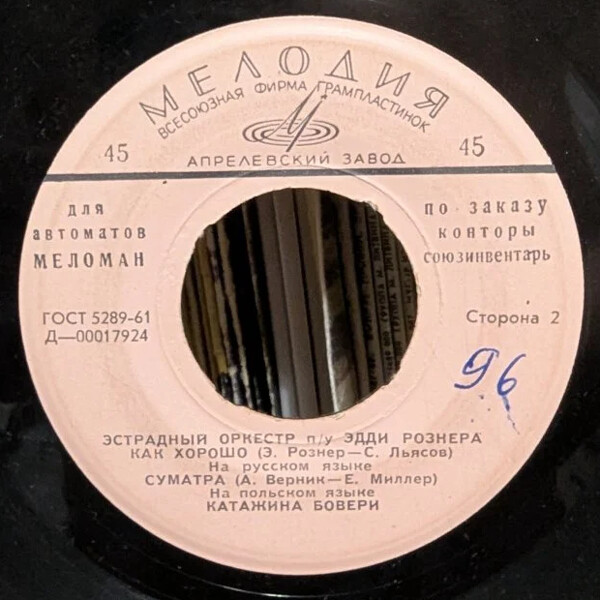 МЕЛОДИЯ
ВСЕСОЮЗНАЯ ФИРМА ГРАМПЛАСТИНОК
45
45
АПРЕЛЕВСКИЙ ЗАВОД
для
автоматов
МЕЛОМАН
по заказу
конторы
союзинвентарь
ГОСТ 5289-61
Д—00017924
Сторона 2
96
ЭСТРАДНЫЙ ОРКЕСТР п/у ЭДДИ РОЗНЕРА
КАК ХОРОШО (Э. Рознер—С. Льясов)
На русском языке
СУМАТРА (А. Верник—Е. Миллер)
На польском языке
КАТАЖИНА БОВЕРИ